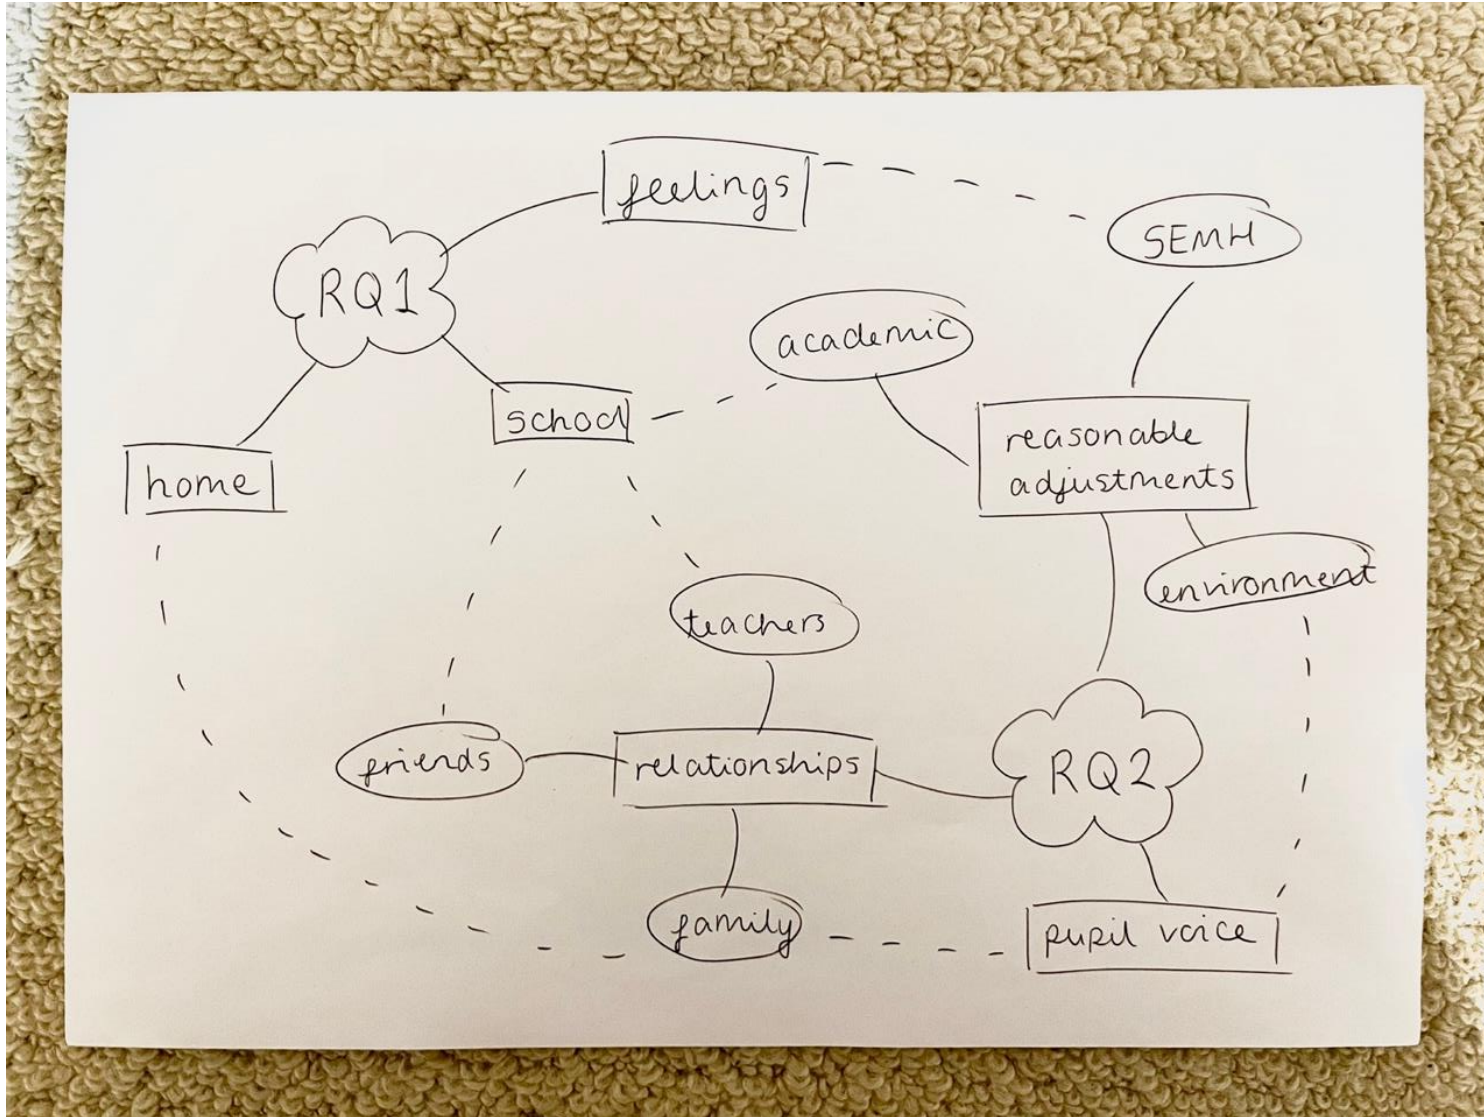 feelings
SEMH
RQ1
academic
school
reasonable
adjustments
home
environment
teachers
friends
relationships
RQ2
family
pupil voice